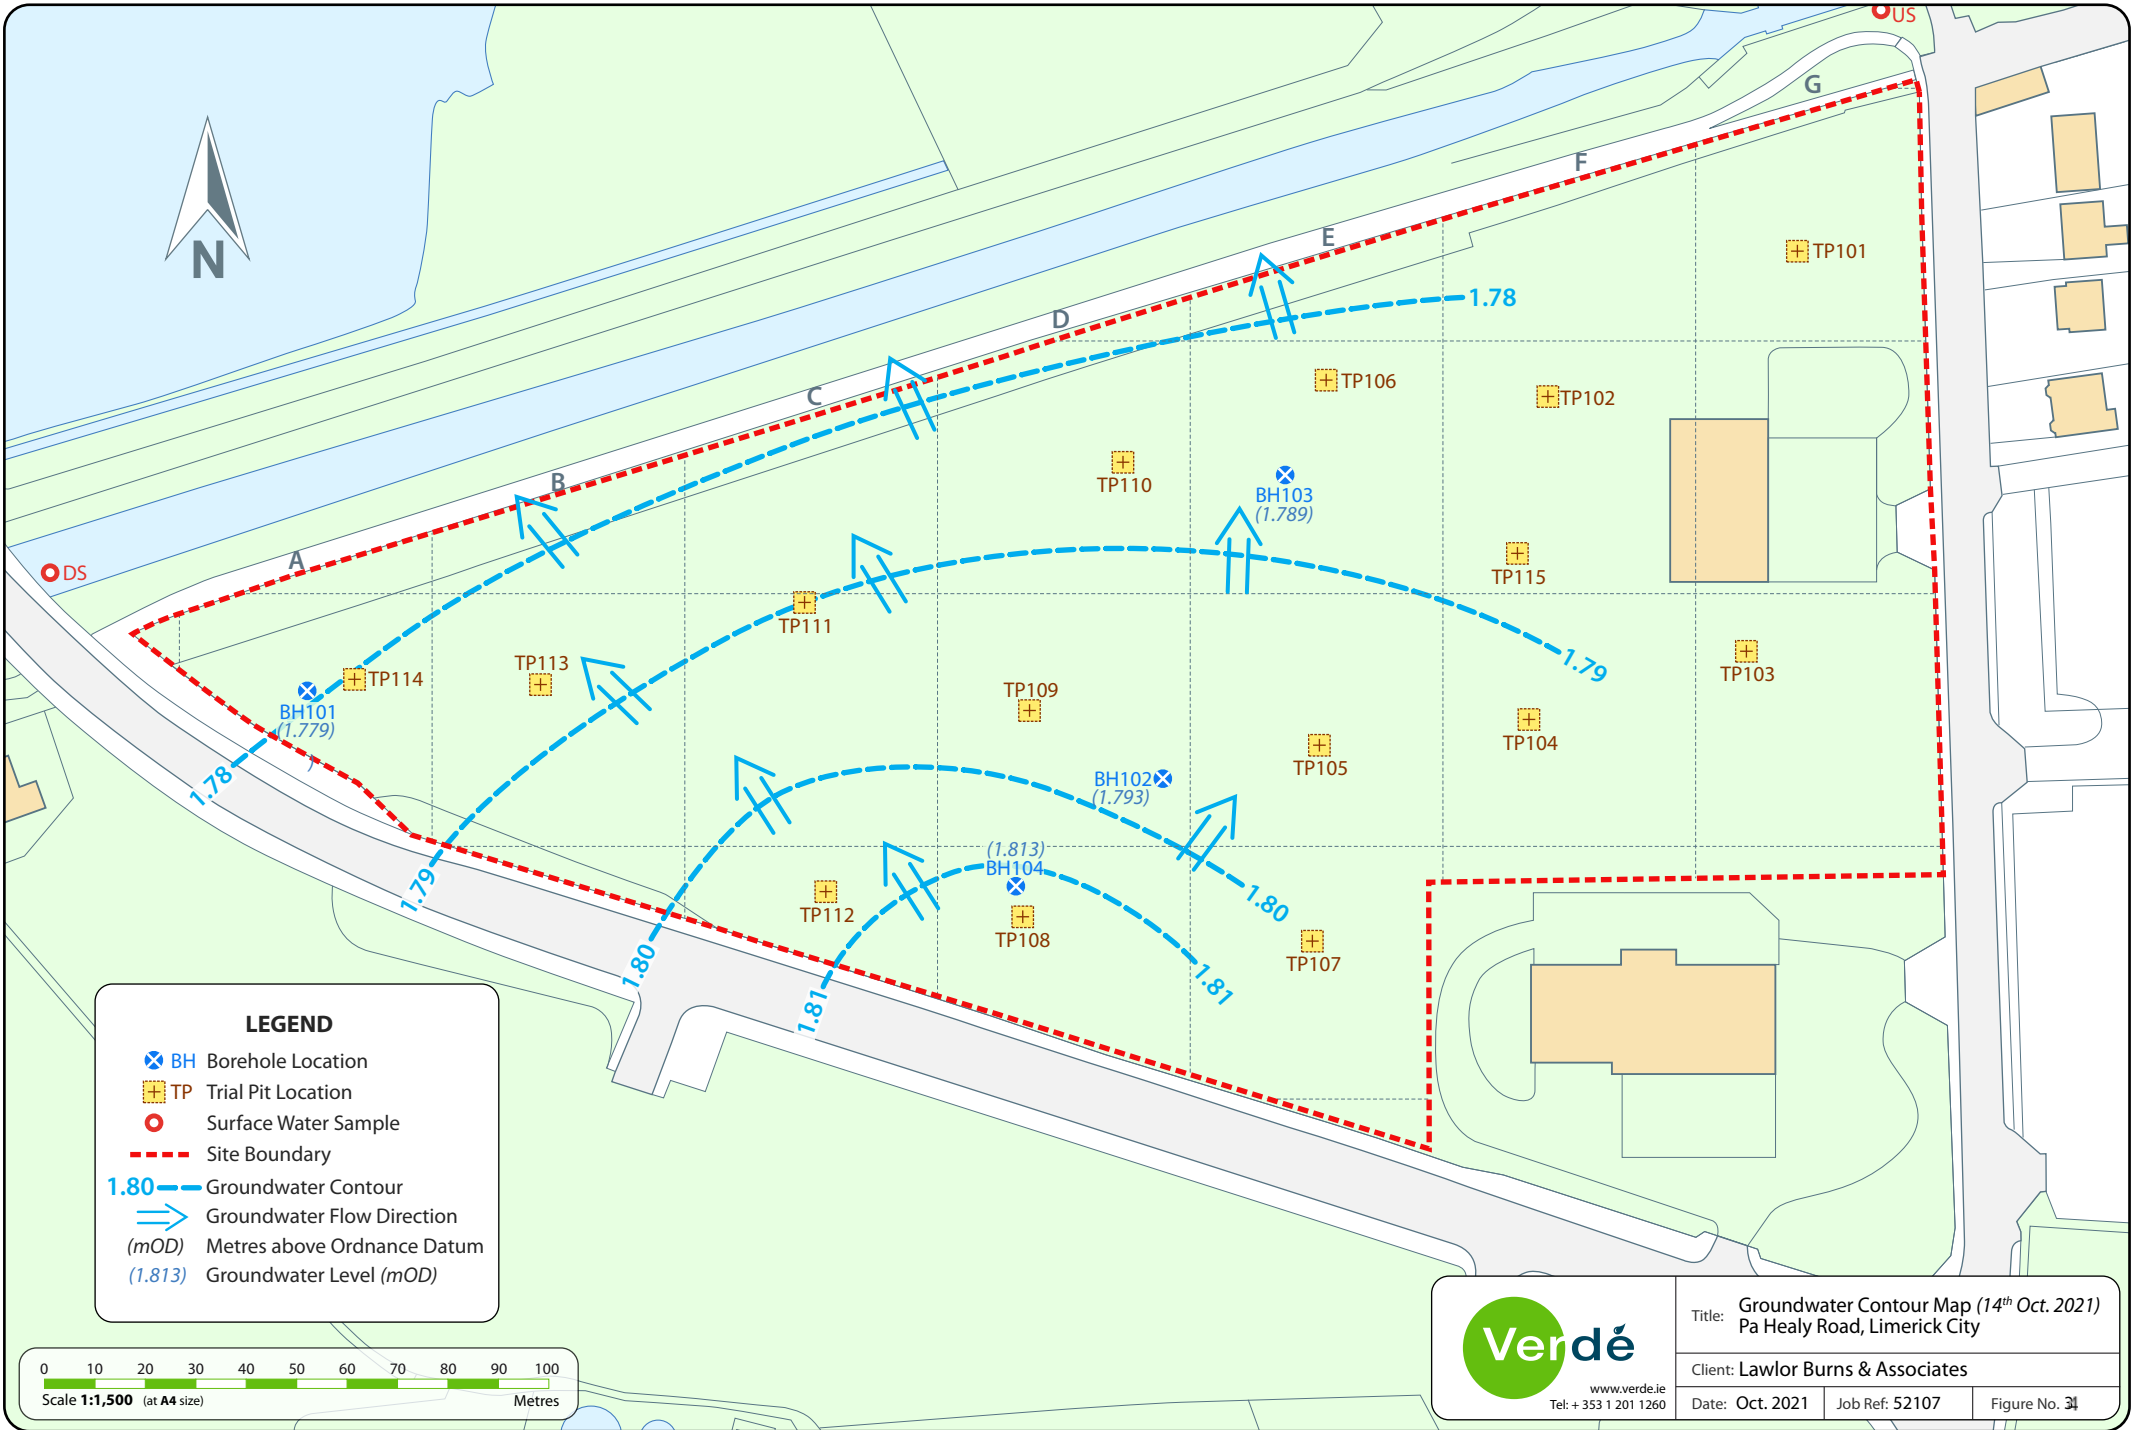 US
G
F
E
D
C
B
A
N
TP101
1.78
TP106
TP102
TP110
BH103
(1.789)
TP115
DS
TP111
TP113
TP114
BH101
(1.779)
)
1.78
TP109
1.79
TP103
TP104
TP105
BH102
(1.793)
(1.813)
BH104
1.79
TP112
TP108
TP107
1.80
1.80
1.81
1.81
LEGEND
BH Borehole Location
TP Trial Pit Location
Surface Water Sample
Site Boundary
1.80 Groundwater Contour
Groundwater Flow Direction
(mOD) Metres above Ordnance Datum
(1.813) Groundwater Level (mOD)
0 10 20 30 40 50 60 70 80 90 100
Scale 1:1,500 (at A4 size) Metres
Verdé
www.verde.ie
Tel: + 353 1 201 1260
Title: Groundwater Contour Map (14th Oct. 2021)
Pa Healy Road, Limerick City
Client: Lawlor Burns & Associates
Date: Oct. 2021 Job Ref: 52107 Figure No.